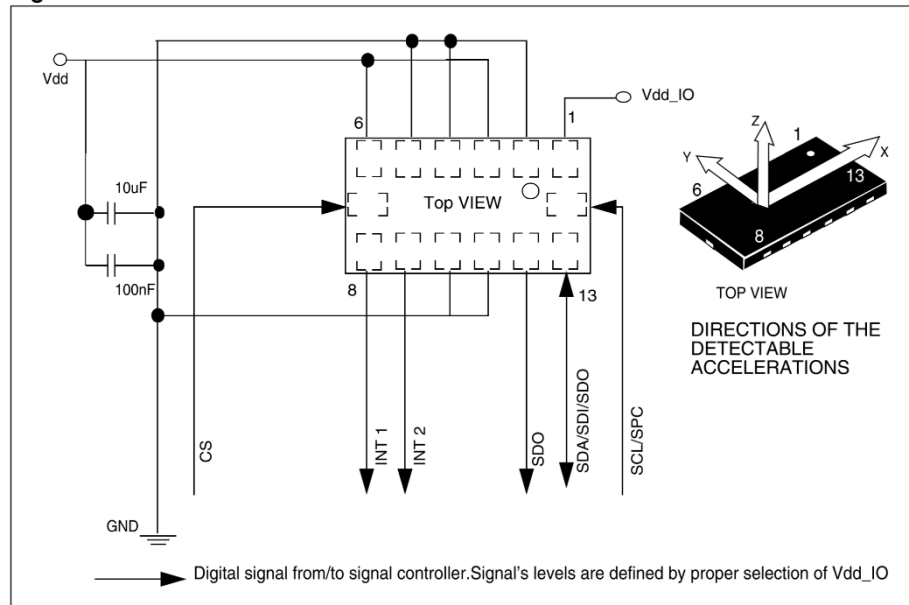 Vdd
Vdd_IO
6
1
10uF
100nF
Top VIEW
8
13
Z
1
Y
X
6
13
8
TOP VIEW
DIRECTIONS OF THE
DETECTABLE
ACCELERATIONS
CS
INT 1
INT 2
SDO
SDA/SDI/SDO
SCL/SPC
GND
Digital signal from/to signal controller.Signal's levels are defined by proper selection of Vdd_IO